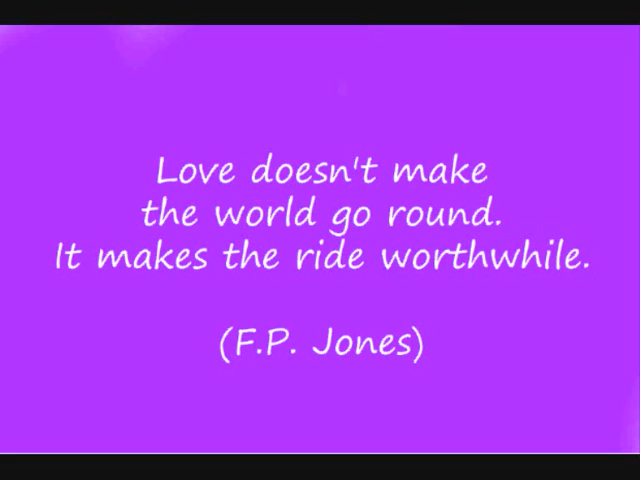 Love doesn't make
the world go round.
It makes the ride worthwhile.
(F.P. Jones)